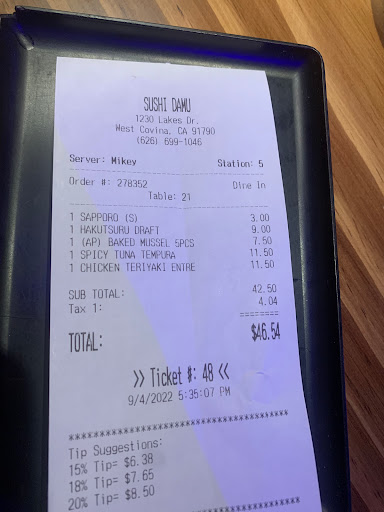 SUSHI DAMU
1230 Lakes Dr.
West Covina, CA 91790
(626) 699-1046
Server: Mikey Station: 5
Order #: 278352 Dine In
Table: 21
1 SAPPORO (S) 3.00
1 HAKUTSURU DRAFT 9.00
1 (AP) BAKED MUSSEL 5PCS 7.50
1 SPICY TUNA TEMPURA 11.50
1 CHICKEN TERIYAKI ENTRE 11.50
SUB TOTAL: 42.50
Tax 1: 4.04
========
TOTAL: $46.54
>> Ticket #: 48 <<
9/4/2022 5:35:07 PM
****************************************
Tip Suggestions:
15% Tip= $6.38
18% Tip= $7.65
20% Tip= $8.50
****************************************